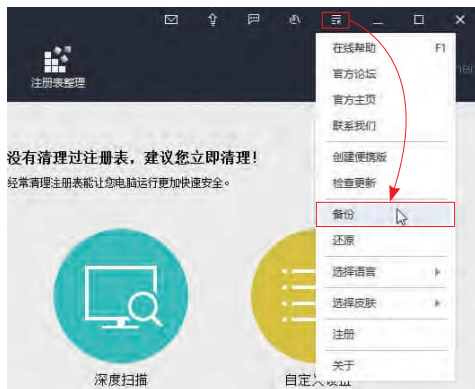 注册表整理
没有清理过注册表，建议您立即清理！
经常清理注册表能让您电脑运行更加快速安全。
深度扫描
自定义
在线帮助 F1
官方论坛
官方主页
联系我们
创建便携版
检查更新
备份
还原
选择语言
选择皮肤
注册
关于